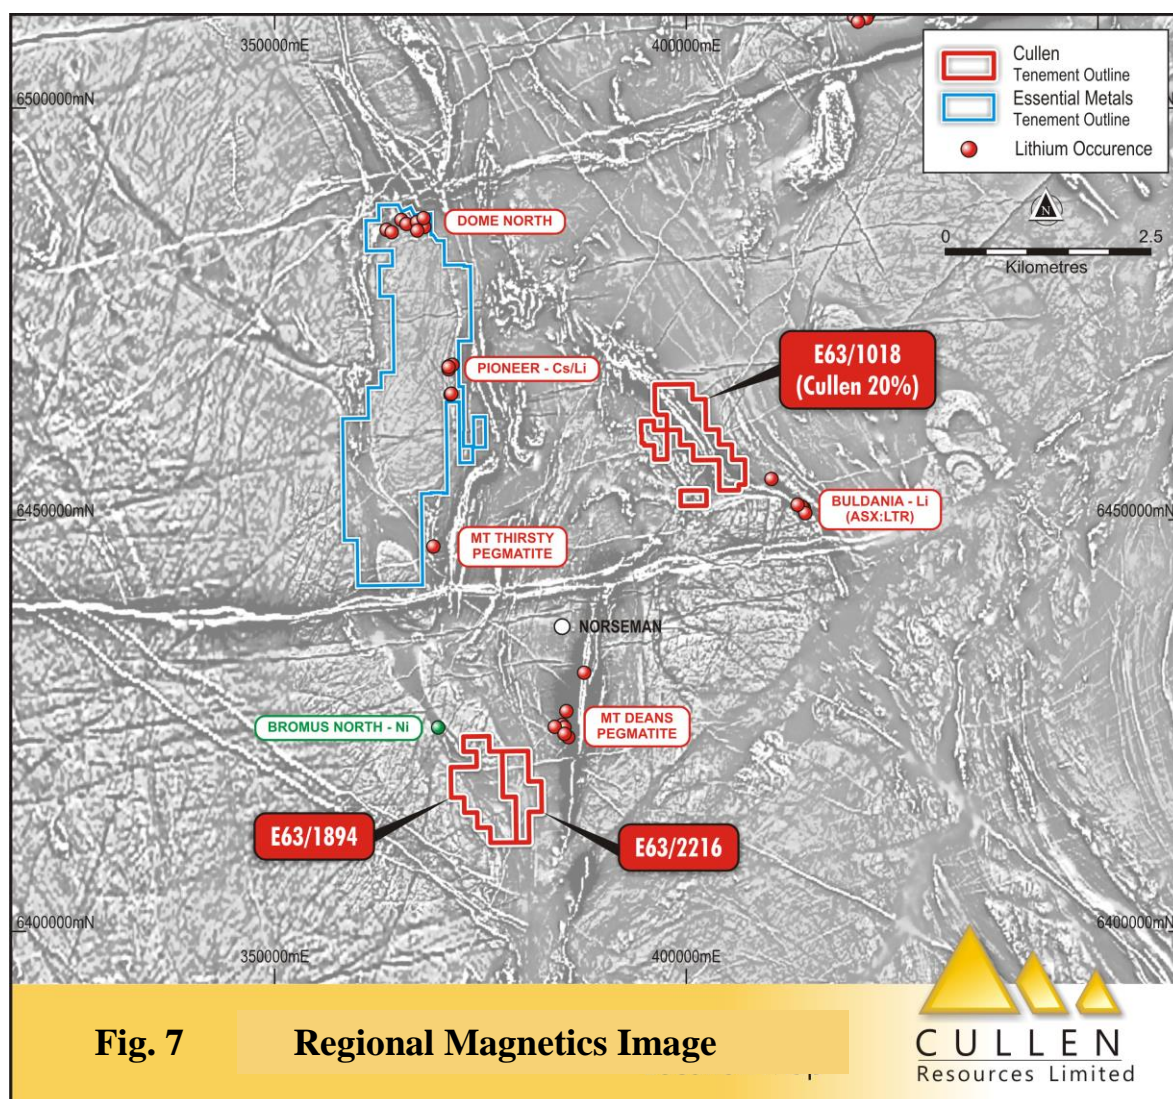 350000mE
400000mE
6500000mN
Cullen
Tenement Outline
Essential Metals
Tenement Outline
Lithium Occurence
N
0
2.5
Kilometres
DOME NORTH
PIONEER - Cs/Li
E63/1018
(Cullen 20%)
BULDANIA - Li
(ASX:LTR)
6450000mN
6450000mN
MT THIRSTY
PEGMATITE
NORSEMAN
BROMUS NORTH - Ni
MT DEANS
PEGMATITE
E63/1894
E63/2216
6400000mN
6400000mN
350000mE
400000mE
Fig. 7 Regional Magnetics Image
CULLEN
Resources Limited